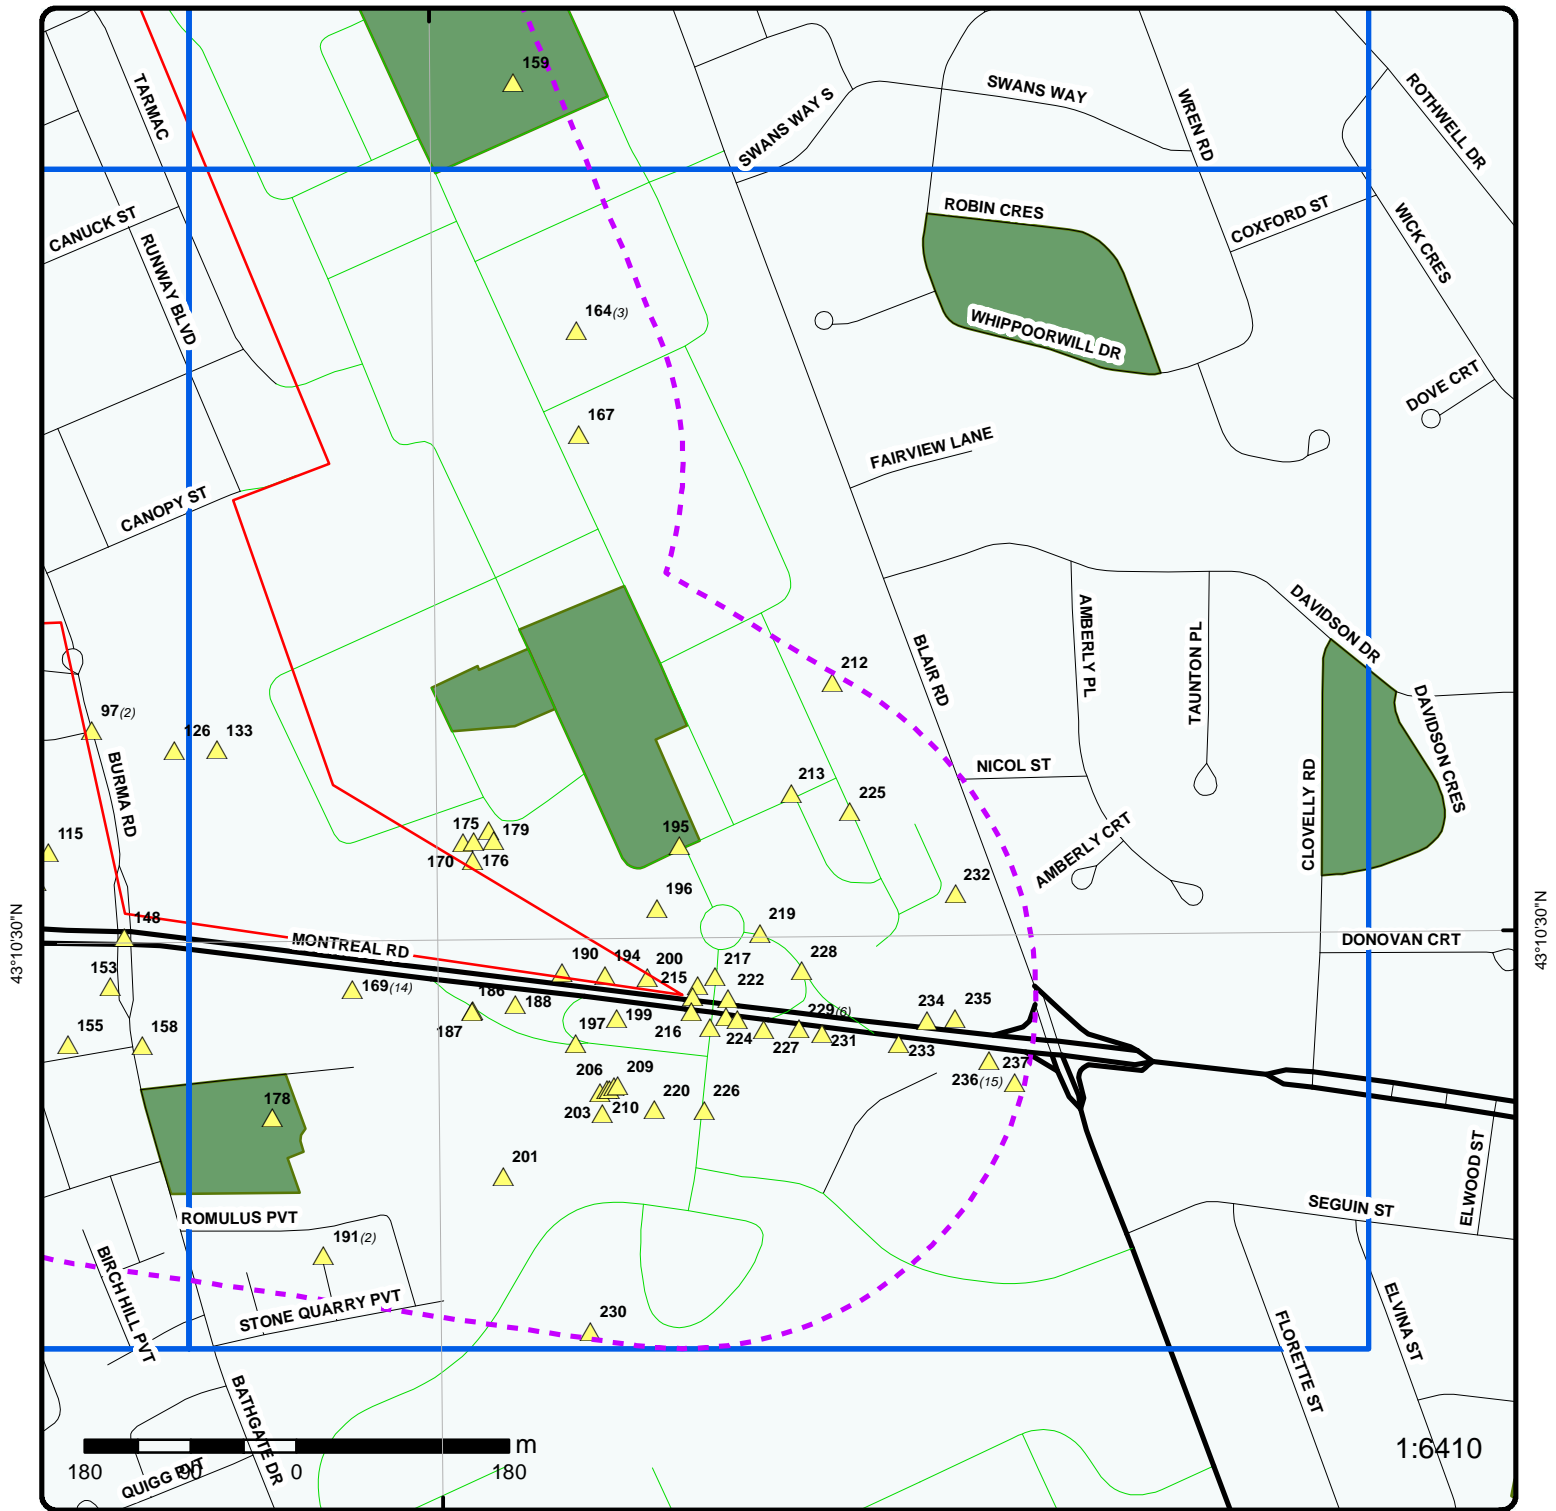 159
TARMAC
SWANS WAY
ROTHWELL DR
WREN RD
SWANS WAY S
CANUCK ST
ROBIN CRES
COXFORD ST
WICK CRES
RUNWAY BLVD
164(3)
WHIPPOORWILL DR
DOVE CRT
167
FAIRVIEW LANE
CANOPY ST
DAVIDSON DR
AMBERLY PL
TAUNTON PL
BLAIR RD
212
DAVIDSON CRES
97(2)
126
133
BURMA RD
NICOL ST
213
225
CLOVELLY RD
115
175
179
195
170
176
AMBERLY CRT
196
232
148
219
MONTREAL RD
DONOVAN CRT
43°10'30"N
43°10'30"N
153
190
194
200
217
228
215
222
169(14)
186
188
187
197
199
216
224
229(6)
227
231
234
235
233
237
236(15)
155
158
206
209
203
210
220
226
178
201
ELWOOD ST
SEGUIN ST
ROMULUS PVT
191(2)
BIRCH HILL PVT
STONE QUARRY PVT
230
ELVINA ST
FLORETTE ST
BATHGATE DR
QUIGG PVT
m
180
90
0
180
1:6410